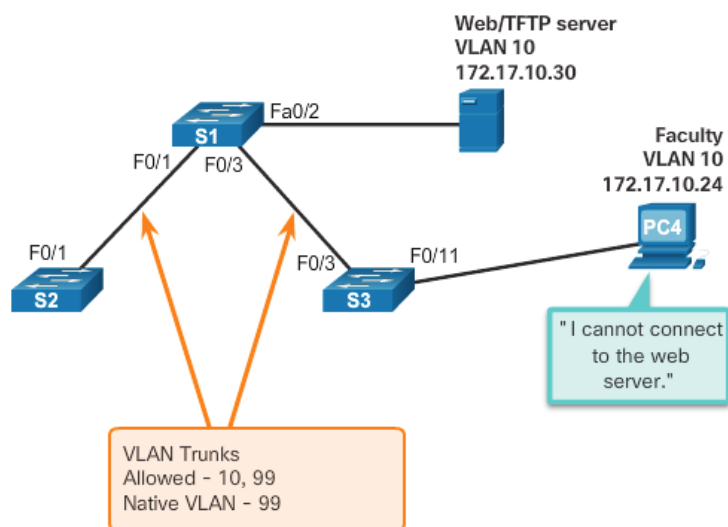 Web/TFTP server
VLAN 10
172.17.10.30
Fa0/2
S1
F0/1
F0/3
Faculty
VLAN 10
172.17.10.24
PC4
F0/1
S2
F0/3
F0/11
S3
"I cannot connect
to the web
server."
VLAN Trunks
Allowed - 10, 99
Native VLAN - 99